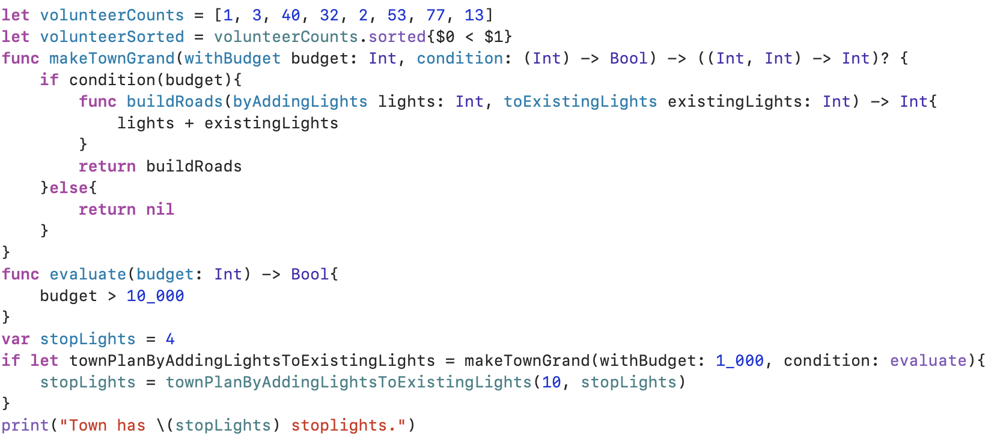 let volunteerCounts = [1, 3, 40, 32, 2, 53, 77, 13]
let volunteerSorted = volunteerCounts.sorted{$0 < $1}
func makeTownGrand(withBudget budget: Int, condition: (Int) -> Bool) -> ((Int, Int) -> Int)? {
    if condition(budget){
        func buildRoads(byAddingLights lights: Int, toExistingLights existingLights: Int) -> Int{
            lights + existingLights
        }
        return buildRoads
    }else{
        return nil
    }
}
func evaluate(budget: Int) -> Bool{
    budget > 10_000
}
var stopLights = 4
if let townPlanByAddingLightsToExistingLights = makeTownGrand(withBudget: 1_000, condition: evaluate){
    stopLights = townPlanByAddingLightsToExistingLights(10, stopLights)
}
print("Town has \(stopLights) stoplights.")